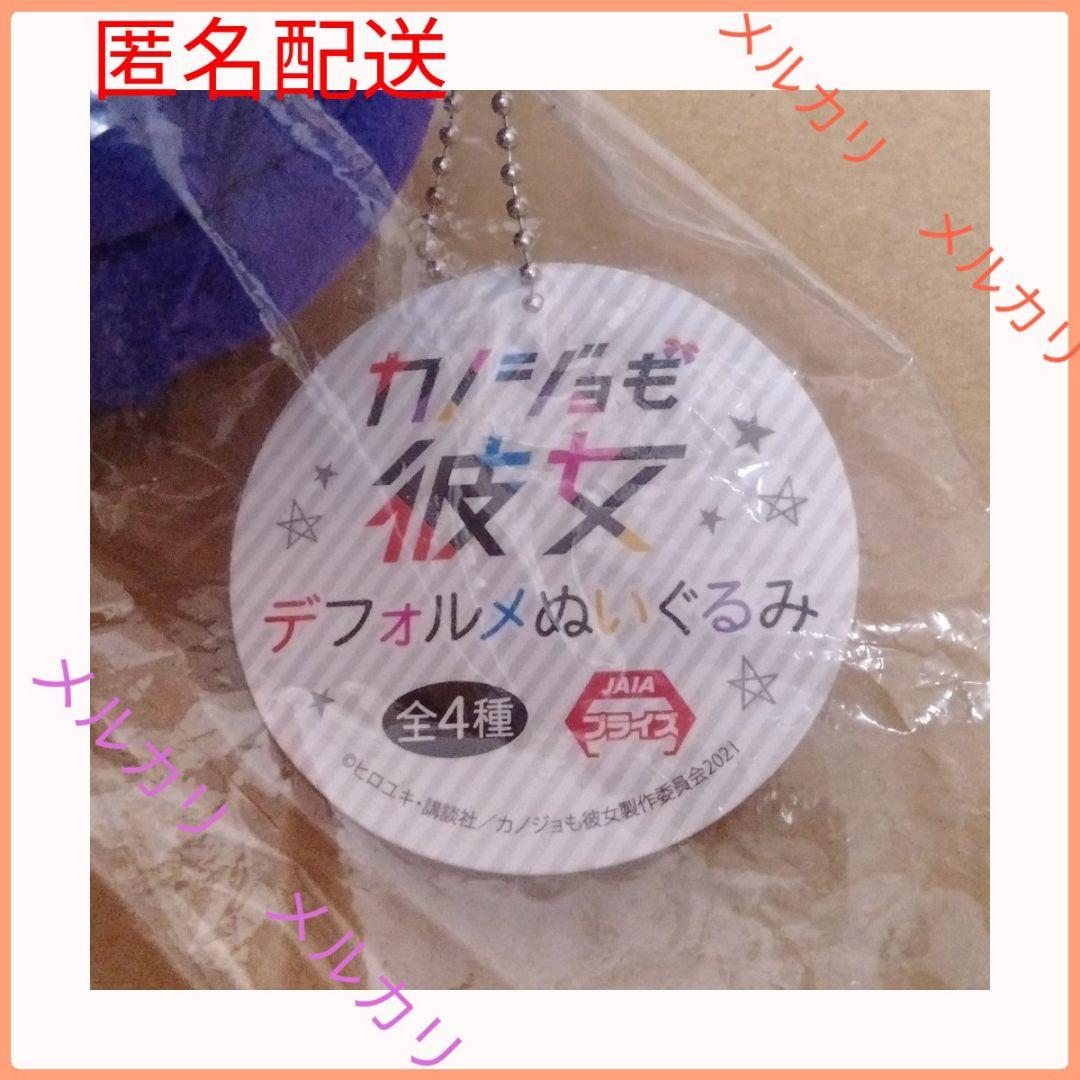 匿名配送
メルカリ
メルカリ
カノジョも
彼女
デフォルメぬいぐるみ
全4種
JAIA
プライズ
©ヒロユキ・講談社/カノジョも彼女製作委員会2021
メルカリ
メルカリ